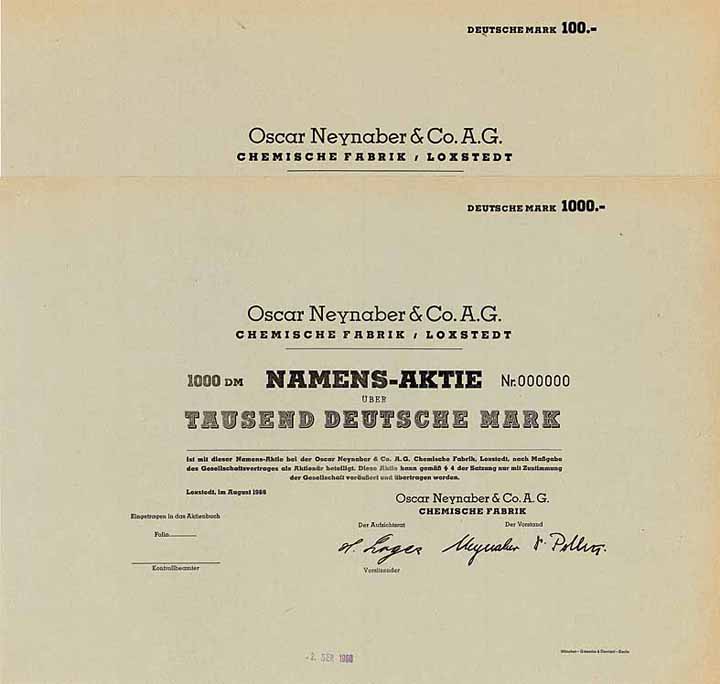 DEUTSCHE MARK 100.-
Oscar Neynaber & Co. A.G.
CHEMISCHE FABRIK / LOXSTEDT
DEUTSCHE MARK 1000.-
Oscar Neynaber & Co. A.G.
CHEMISCHE FABRIK / LOXSTEDT
1000 DM NAMENS-AKTIE Nr. 000000
ÜBER
TAUSEND DEUTSCHE MARK
ist mit dieser Namens-Aktie bei der Oscar Neynaber & Co. A.G. Chemische Fabrik, Loxstedt, nach Maßgabe
des Gesellschaftsvertrages als Aktionär beteiligt. Diese Aktie kann gemäß § 4 der Satzung nur mit Zustimmung
der Gesellschaft veräußert und übertragen werden.
Loxstedt, im August 1968
Oscar Neynaber & Co. A.G.
CHEMISCHE FABRIK
Eingetragen in das Aktienbuch
Der Aufsichtsrat Der Vorstand
Folio
Neynaber
Kontrollbeamter
Vorsitzender
2. SEP. 1968